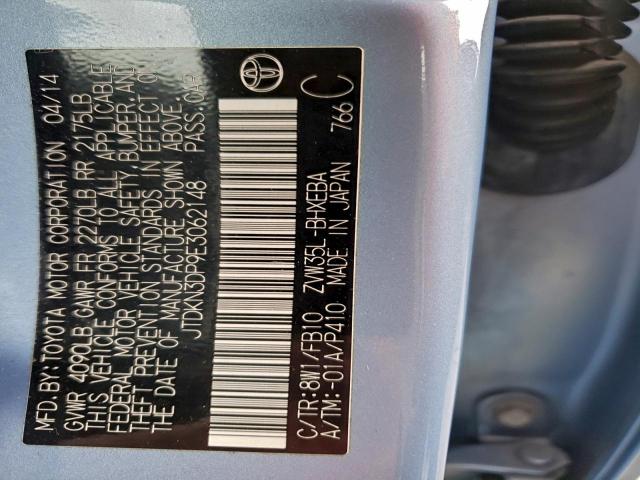 MFD. BY: TOYOTA MOTOR CORPORATION 04/14
GVWR 4090LB GAWR FR 2270LB RR 2175LB
THIS VEHICLE CONFORMS TO ALL APPLICABLE
FEDERAL MOTOR VEHICLE SAFETY, BUMPER, AND
THEFT PREVENTION STANDARDS IN EFFECT ON
THE DATE OF MANUFACTURE SHOWN ABOVE.
JTDKN3DP9E3062148 PASS. CAR
C/TR:8W1/FB10 ZVW35L-BHXEBA
A/TM:-01A/P410 MADE IN JAPAN 766 C